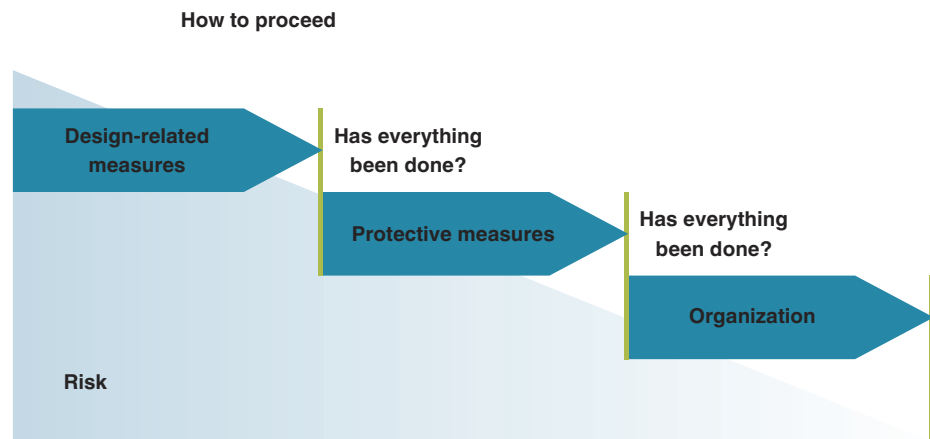 How to proceed
Design-related
measures
Has everything
been done?
Protective measures
Has everything
been done?
Organization
Risk